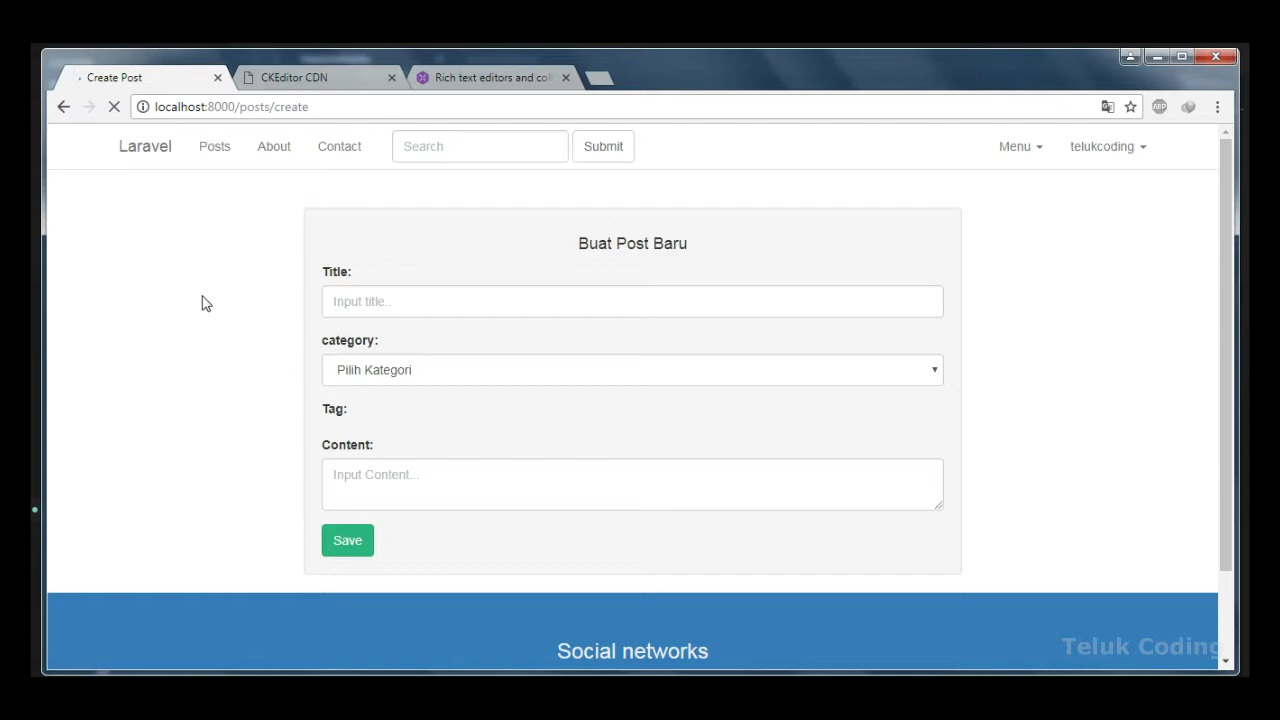 Create Post
CKEditor CDN
Rich text editors and col
localhost:8000/posts/create
ABP
Laravel Posts About Contact Search Submit Menu telukcoding
Buat Post Baru
Title:
Input title..
category:
Pilih Kategori
Tag:
Content:
Input Content...
Save
Social networks
Teluk Coding